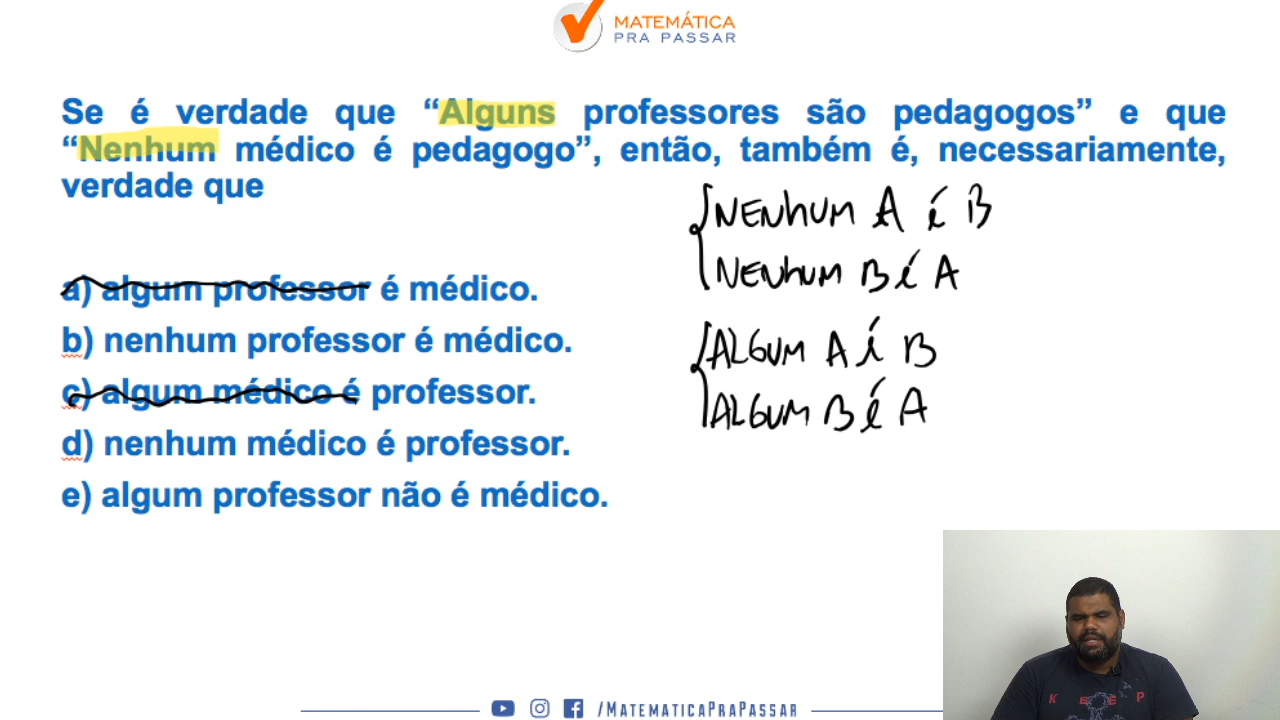 MATEMÁTICA
PRA PASSAR
Se é verdade que “Alguns professores são pedagogos” e que
“Nenhum médico é pedagogo”, então, também é, necessariamente,
verdade que
NENHUM A É B
NENHUM B É A
a) algum professor é médico.
b) nenhum professor é médico.
c) algum médico é professor.
d) nenhum médico é professor.
e) algum professor não é médico.
ALGUM A É B
ALGUM B É A
K E E P
/MATEMATICAPRAPASSAR